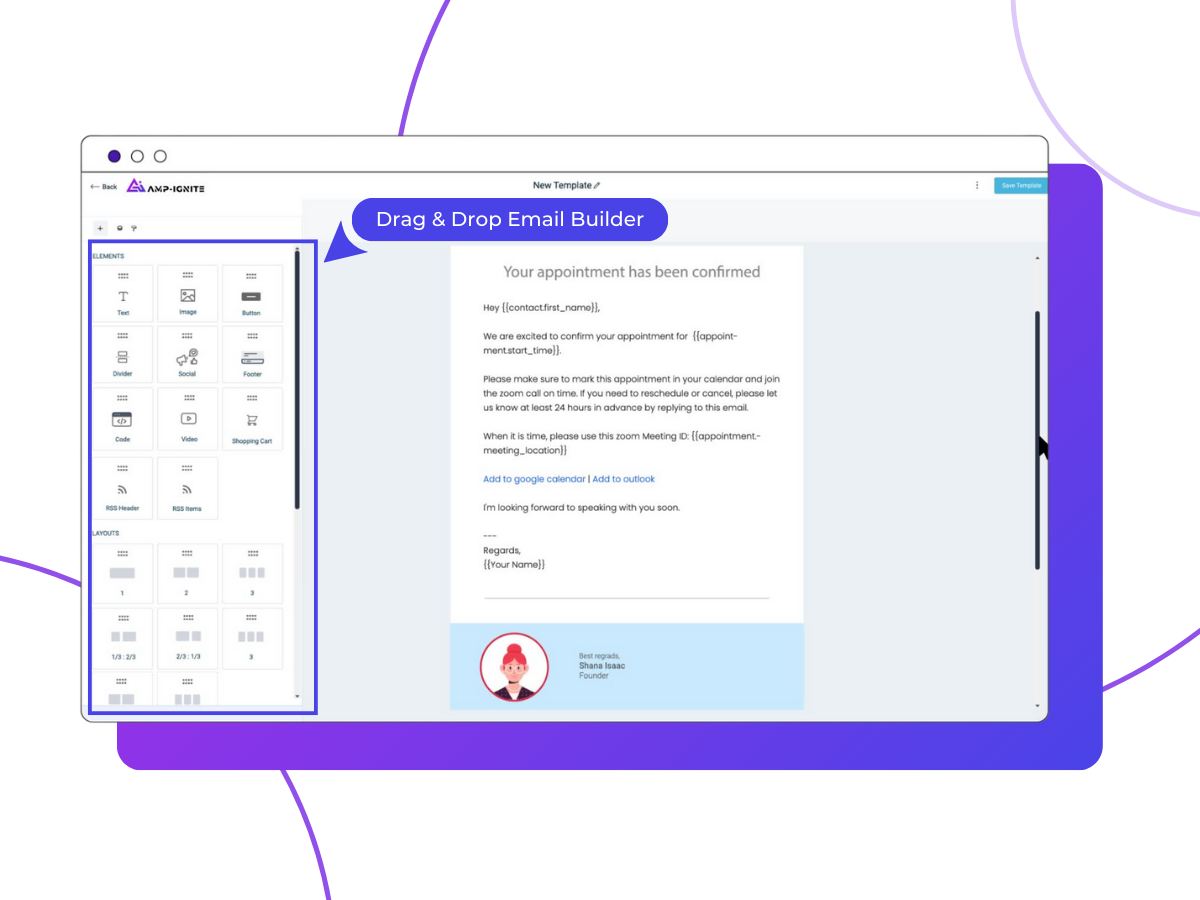 Back
AMP-IGNITE
New Template
Save Template
Drag & Drop Email Builder
ELEMENTS
Text
Image
Button
Divider
Social
Footer
Code
Video
Shopping Cart
RSS Header
RSS Items
LAYOUTS
1
2
3
1/3 : 2/3
2/3 : 1/3
3
Your appointment has been confirmed
Hey {{contact.first_name}},
We are excited to confirm your appointment for {{appoint-
ment.start_time}}.
Please make sure to mark this appointment in your calendar and join
the zoom call on time. If you need to reschedule or cancel, please let
us know at least 24 hours in advance by replying to this email.
When it is time, please use this zoom Meeting ID: {{appointment.-
meeting_location}}
Add to google calendar | Add to outlook
I'm looking forward to speaking with you soon.
---
Regards,
{{Your Name}}
Best regrads,
Shana Isaac
Founder